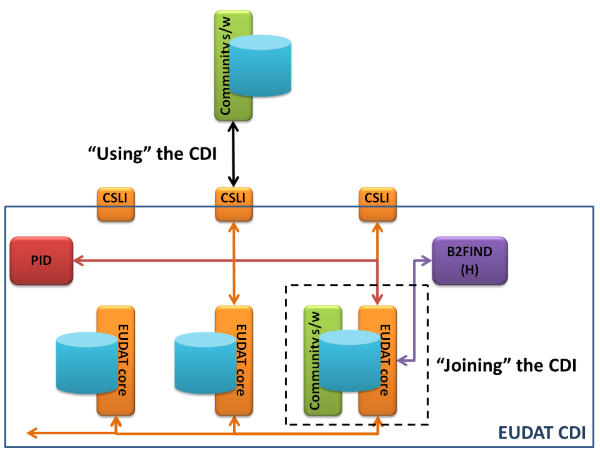 Community s/w
“Using” the CDI
CSLI
CSLI
CSLI
PID
B2FIND
(H)
EUDAT core
EUDAT core
Community s/w
EUDAT core
“Joining” the CDI
EUDAT CDI